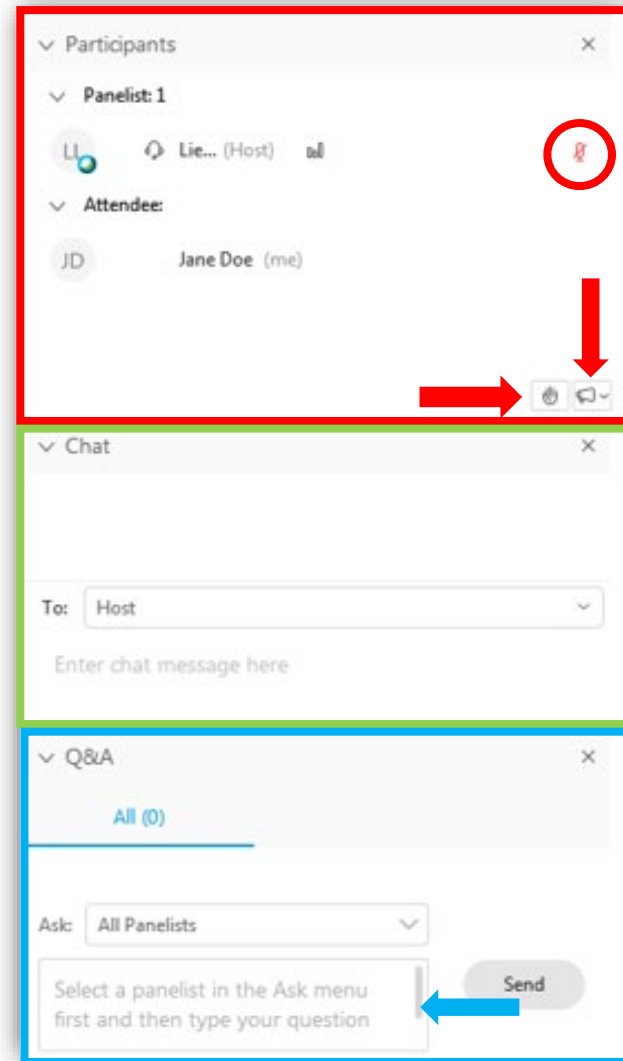 Participants
Panelist: 1
LI Lie... (Host)
Attendee:
JD Jane Doe (me)
Chat
To: Host
Enter chat message here
Q&A
All (0)
Ask: All Panelists
Select a panelist in the Ask menu
first and then type your question
Send